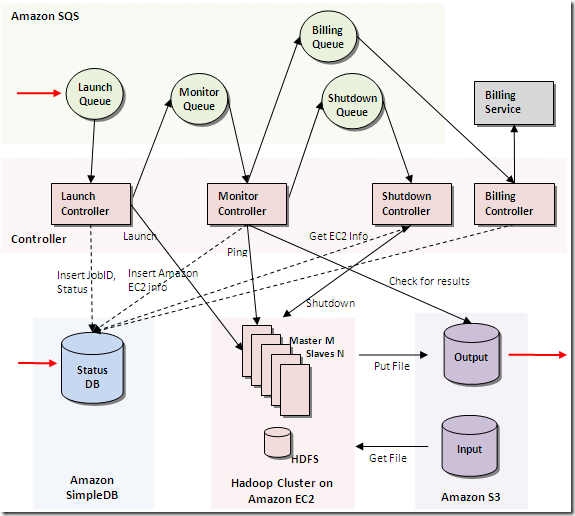 Amazon SQS
Billing
Queue
Launch
Queue
Monitor
Queue
Shutdown
Queue
Billing
Service
Launch
Controller
Monitor
Controller
Shutdown
Controller
Billing
Controller
Controller
Launch
Ping
Get EC2 Info
Insert JobID,
Status
Insert Amazon
EC2 info
Check for results
Shutdown
Status
DB
Master M
Slaves N
Output
Put File
Input
Get File
HDFS
Amazon
SimpleDB
Hadoop Cluster on
Amazon EC2
Amazon S3